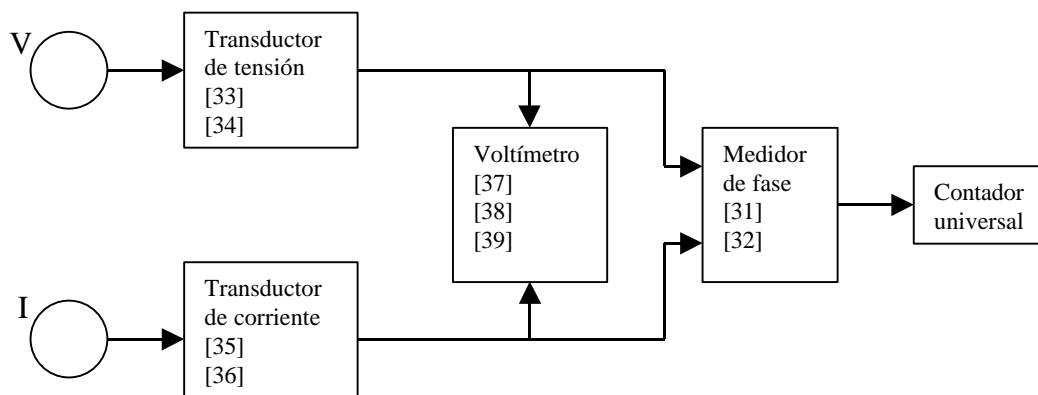 V
Transductor
de tensión
[33]
[34]
Voltímetro
[37]
[38]
[39]
Medidor
de fase
[31]
[32]
Contador
universal
I
Transductor
de corriente
[35]
[36]